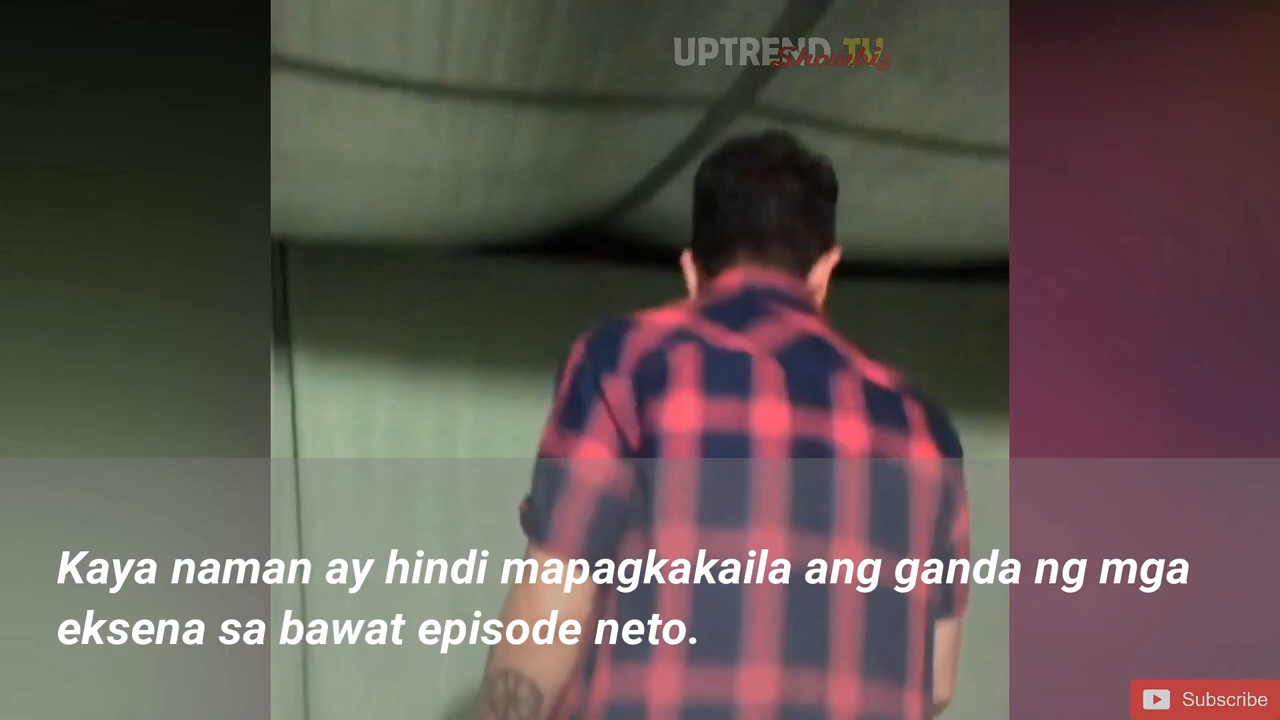 UPTREND TV
Showbiz
Kaya naman ay hindi mapagkakaila ang ganda ng mga
eksena sa bawat episode neto.
Subscribe